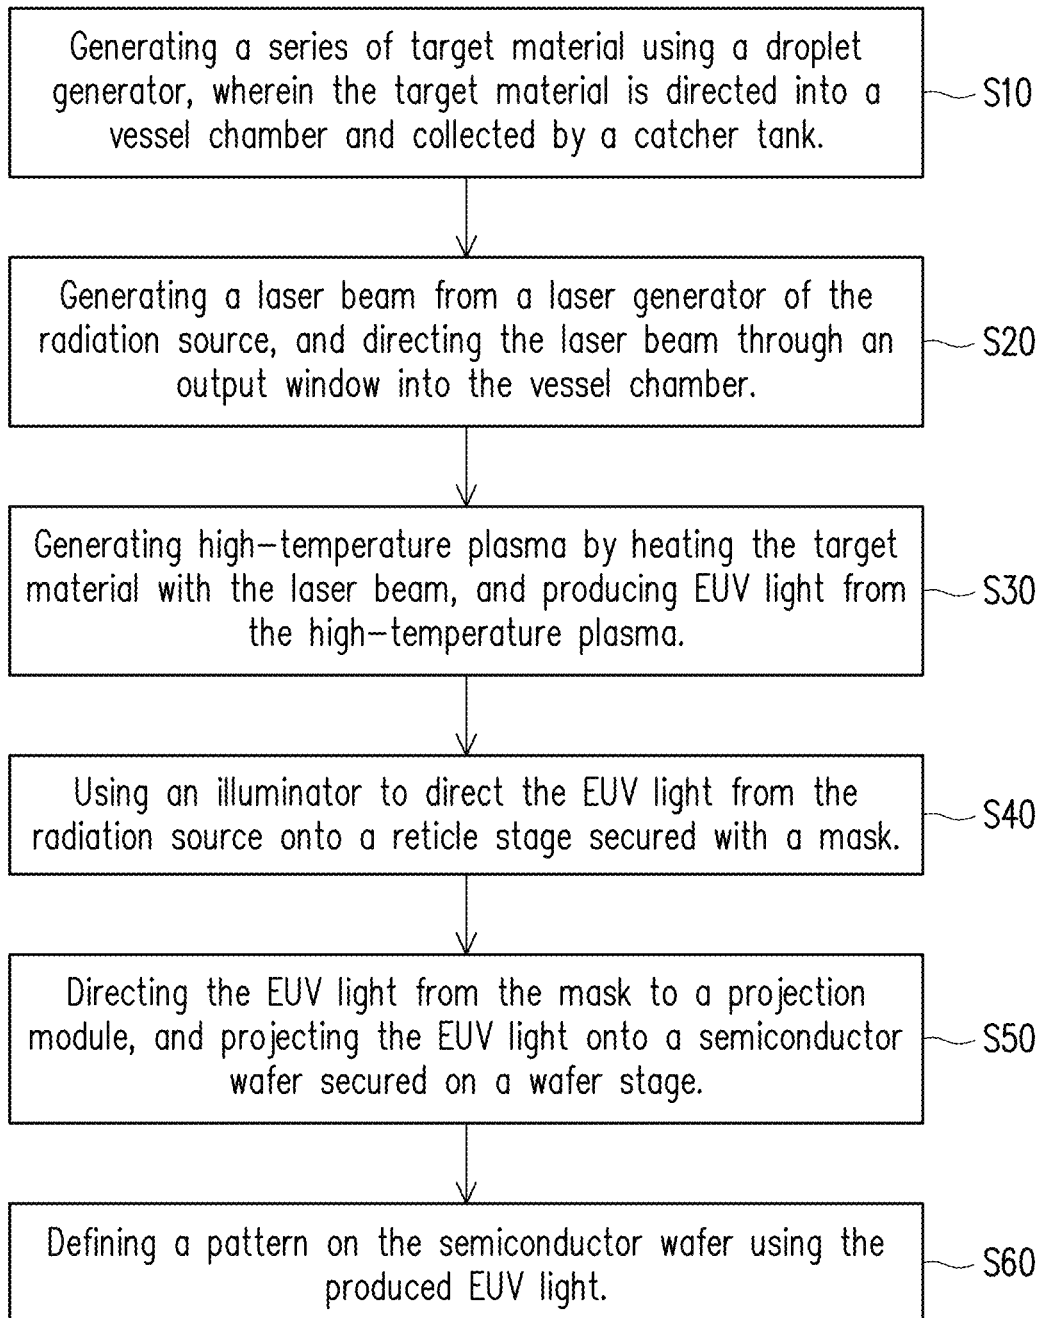 Generating a series of target material using a droplet
generator, wherein the target material is directed into a
vessel chamber and collected by a catcher tank.
S10
Generating a laser beam from a laser generator of the
radiation source, and directing the laser beam through an
output window into the vessel chamber.
S20
Generating high-temperature plasma by heating the target
material with the laser beam, and producing EUV light from
the high-temperature plasma.
S30
Using an illuminator to direct the EUV light from the
radiation source onto a reticle stage secured with a mask.
S40
Directing the EUV light from the mask to a projection
module, and projecting the EUV light onto a semiconductor
wafer secured on a wafer stage.
S50
Defining a pattern on the semiconductor wafer using the
produced EUV light.
S60